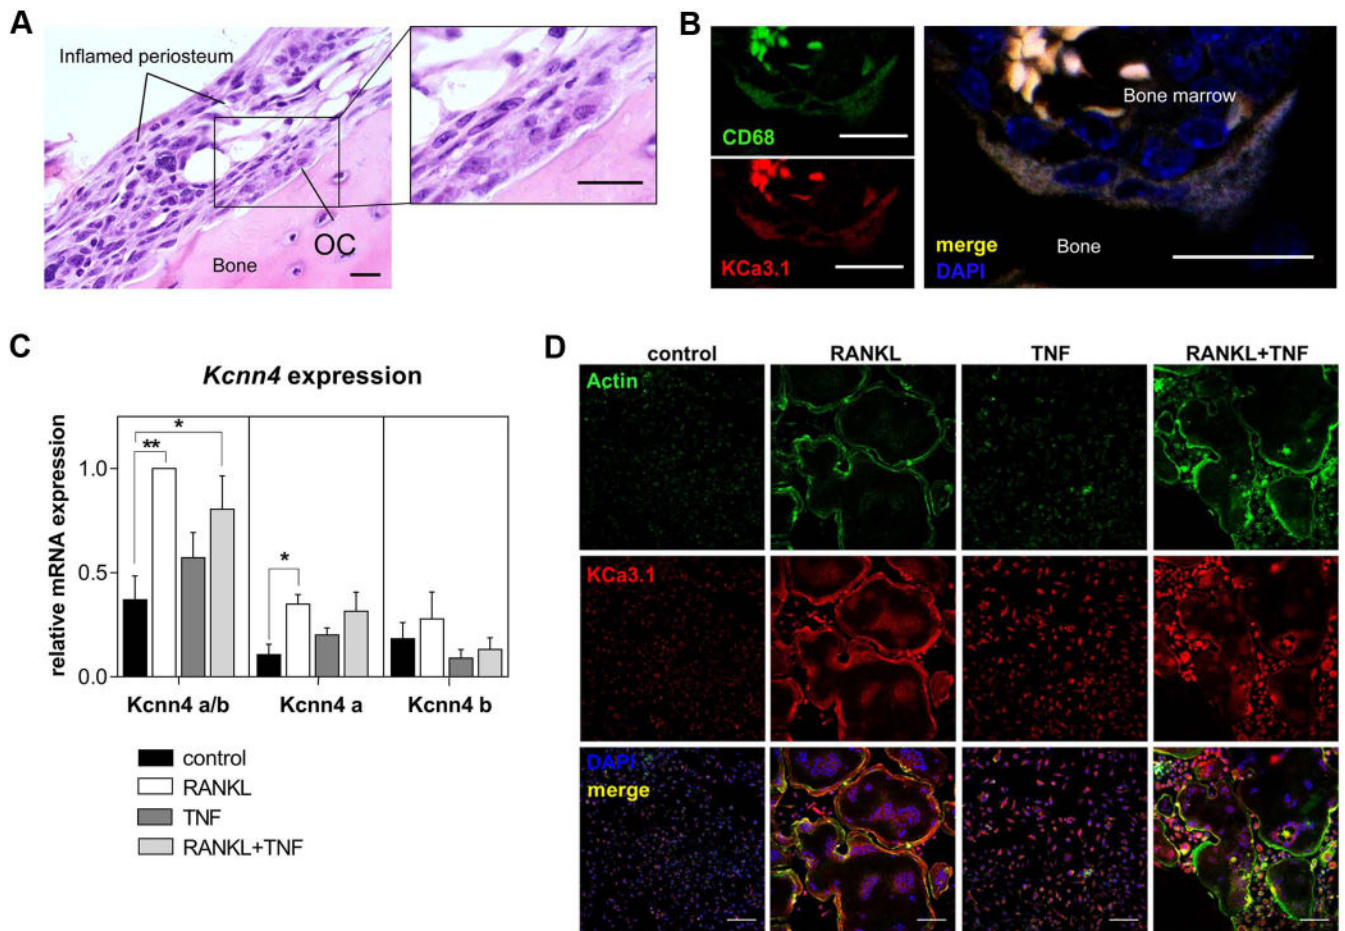 A
Inflamed periosteum
OC
Bone
B
CD68
KCa3.1
Bone marrow
Bone
merge
DAPI
C
Kcnn4 expression
relative mRNA expression
1.0
0.5
0.0
*
**
*
Kcnn4 a/b
Kcnn4 a
Kcnn4 b
control
RANKL
TNF
RANKL+TNF
D
control RANKL TNF RANKL+TNF
Actin
KCa3.1
DAPI
merge